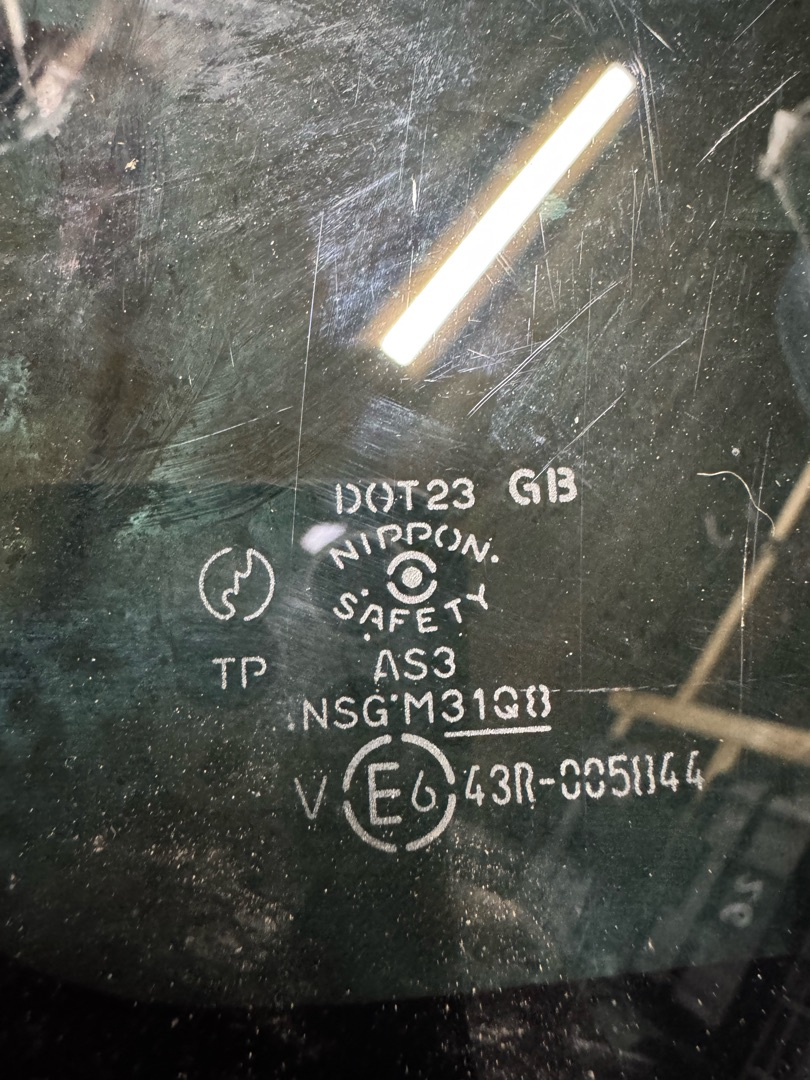 DOT23 GB
NIPPON.
SAFETY
TP
AS3
NSG M31Q8
V E6 43R-005044